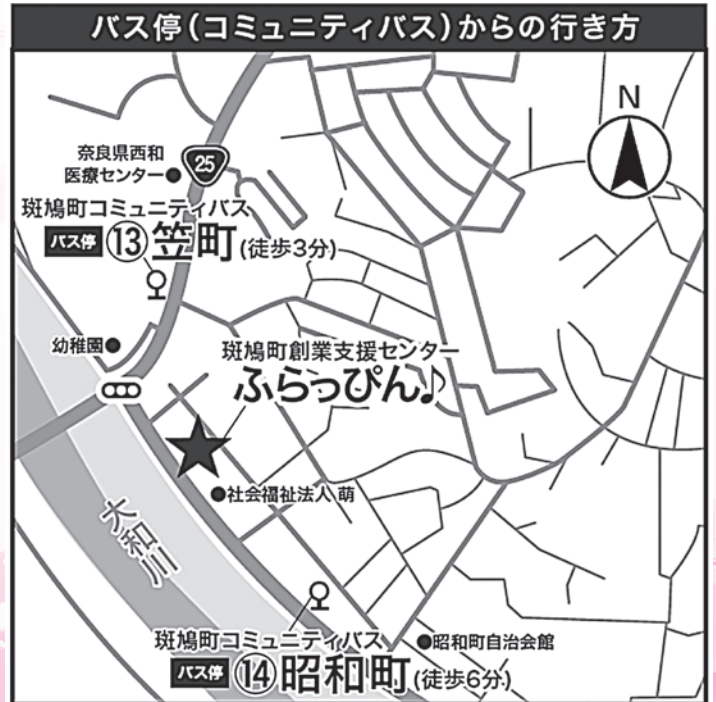 バス停(コミュニティバス)からの行き方
N
奈良県西和
医療センター
25
斑鳩町コミュニティバス
バス停 ⑬笠町(徒歩3分)
幼稚園
斑鳩町創業支援センター
ふらっぴん♪
社会福祉法人 萌
大和川
斑鳩町コミュニティバス
バス停 ⑭昭和町(徒歩6分)
昭和町自治会館